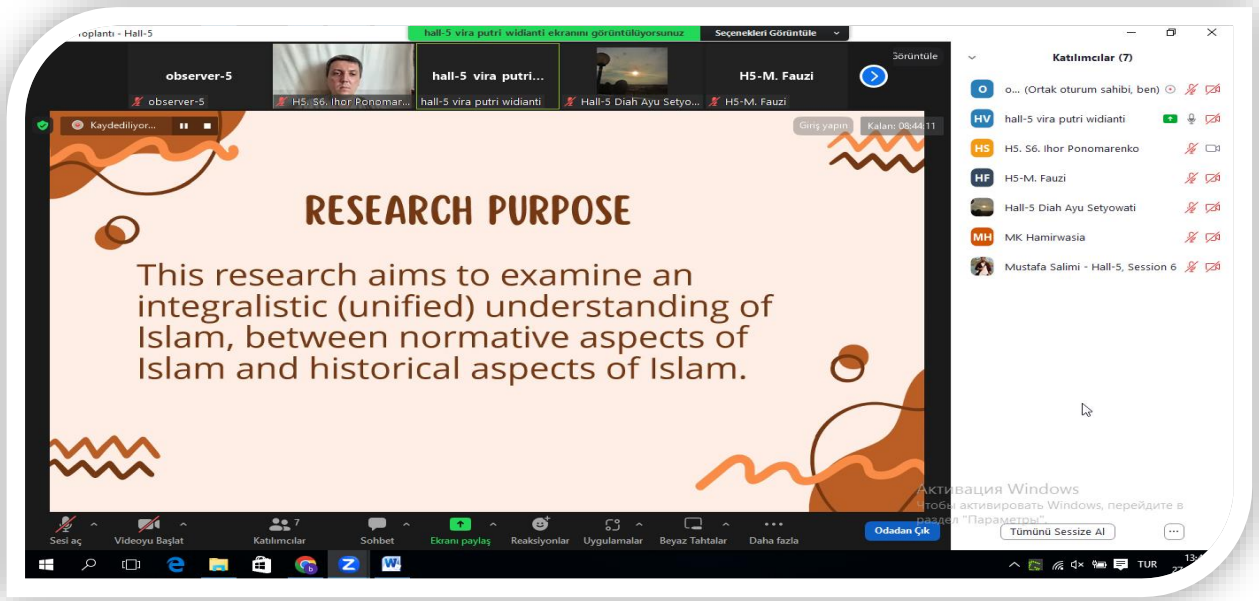 oplantı - Hall-5
hall-5 vira putri widianti ekranını görüntülüyorsunuz
Seçenekleri Görüntüle
observer-5
observer-5
H5. S6. Ihor Ponomar...
hall-5 vira putri...
hall-5 vira putri widianti
Hall-5 Diah Ayu Setyo...
H5-M. Fauzi
H5-M. Fauzi
Görüntüle
Kaydediliyor...
Giriş yapın
Kalan: 08:44:11
RESEARCH PURPOSE
This research aims to examine an
integralistic (unified) understanding of
Islam, between normative aspects of
Islam and historical aspects of Islam.
Katılımcılar (7)
O
o... (Ortak oturum sahibi, ben)
HV
hall-5 vira putri widianti
HS
H5. S6. Ihor Ponomarenko
HF
H5-M. Fauzi
Hall-5 Diah Ayu Setyowati
MH
MK Hamirwasia
Mustafa Salimi - Hall-5, Session 6
Активация Windows
Чтобы активировать Windows, перейдите в
раздел "Параметры".
Tümünü Sessize Al
Sesi aç
Videoyu Başlat
7
Katılımcılar
Sohbet
Ekranı paylaş
Reaksiyonlar
Uygulamalar
Beyaz Tahtalar
Daha fazla
Odadan Çık
TUR